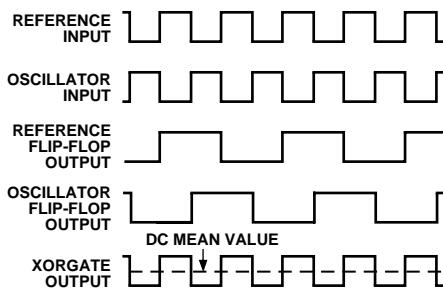 REFERENCE
INPUT
OSCILLATOR
INPUT
REFERENCE
FLIP-FLOP
OUTPUT
OSCILLATOR
FLIP-FLOP
OUTPUT
DC MEAN VALUE
XORGATE
OUTPUT